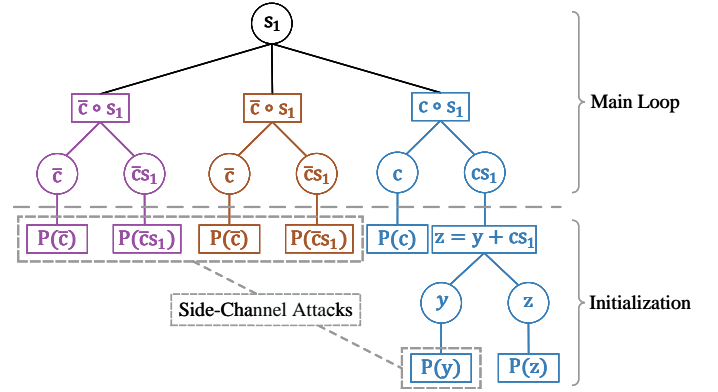 s₁
c̅ ∘ s₁
c̅ ∘ s₁
c ∘ s₁
Main Loop
c̅
c̅s₁
c̅
c̅s₁
c
cs₁
P(c̅)
P(c̅s₁)
P(c̅)
P(c̅s₁)
P(c)
z = y + cs₁
Side-Channel Attacks
y
z
Initialization
P(y)
P(z)